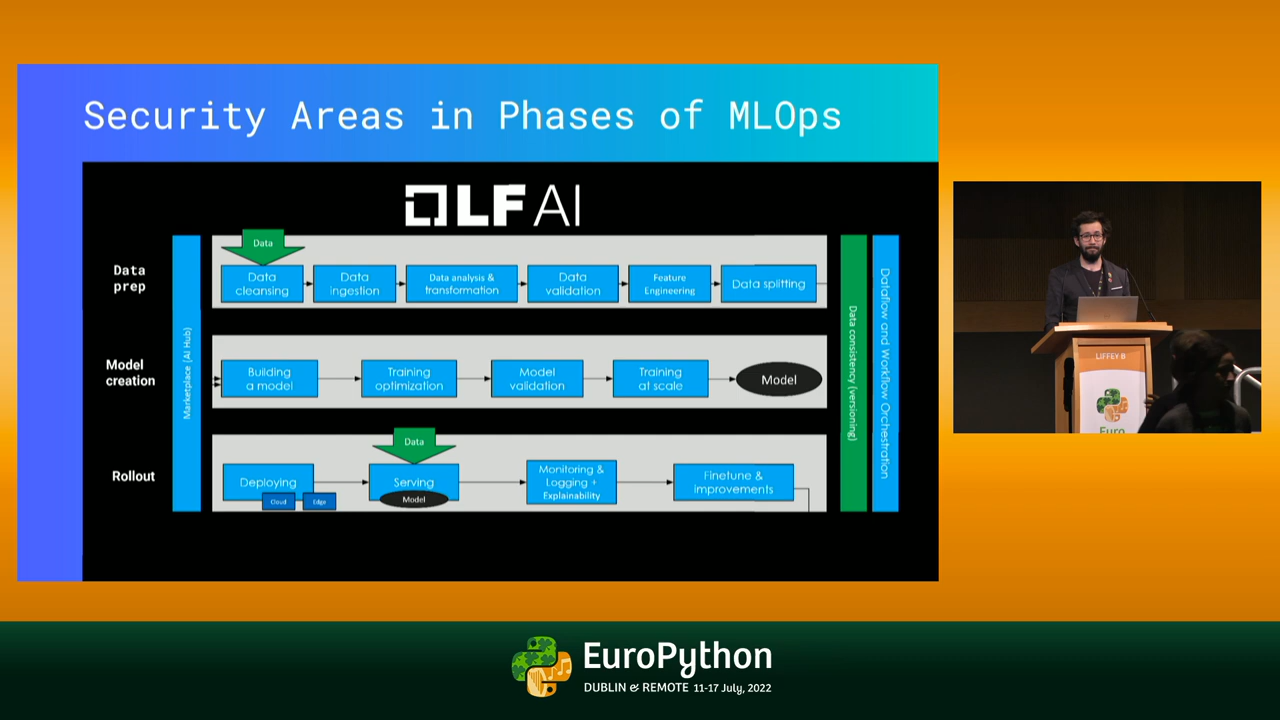 Security Areas in Phases of MLOps
LF AI
Data
prep
Marketplace (AI Hub)
Data
Data
cleansing
Data
ingestion
Data analysis &
transformation
Data
validation
Feature
Engineering
Data splitting
Model
creation
Building
a model
Training
optimization
Model
validation
Training
at scale
Model
Rollout
Data
Deploying
Cloud
Edge
Serving
Model
Monitoring &
Logging +
Explainability
Finetune &
improvements
Data consistency (versioning)
Dataflow and Workflow Orchestration
LIFFEY B
Euro
EuroPython
DUBLIN & REMOTE 11-17 July, 2022